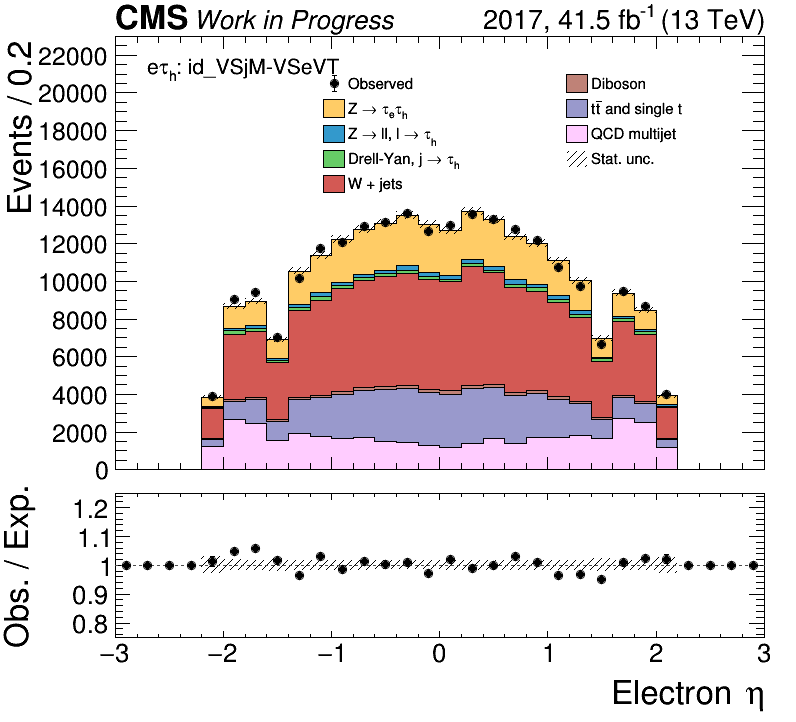 CMS Work in Progress
2017, 41.5 fb⁻¹ (13 TeV)
Events / 0.2
22000
20000
18000
16000
14000
12000
10000
8000
6000
4000
2000
0
eτₕ: id_VSjM-VSeVT
Observed
Z → τₑτₕ
Z → ll, l → τₕ
Drell-Yan, j → τₕ
W + jets
Diboson
tt̄ and single t
QCD multijet
Stat. unc.
Obs. / Exp.
1.2
1.1
1
0.9
0.8
−3 −2 −1 0 1 2 3
Electron η